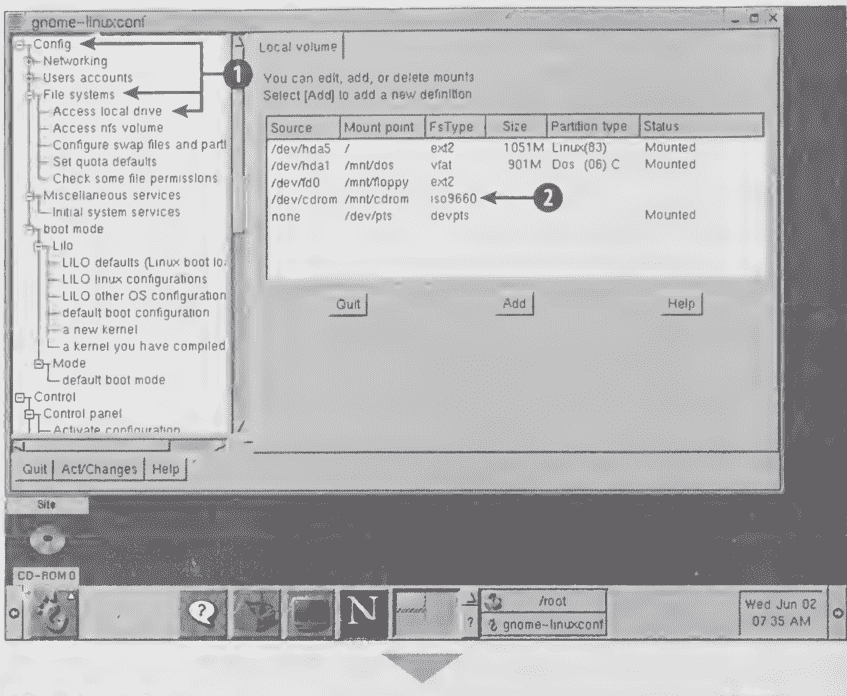 gnome-linuxconf
Config
Networking
Users accounts
File systems
Access local drive
Access nfs volume
Configure swap files and parti
Set quota defaults
Check some file permissions
Miscellaneous services
Initial system services
boot mode
Lilo
LILO defaults (Linux boot lo
LILO linux configurations
LILO other OS configuration
default boot configuration
a new kernel
a kernel you have compiled
Mode
default boot mode
Control
Control panel
Activate configuration
Quit Act/Changes Help
1
Local volume
You can edit, add, or delete mounts
Select [Add] to add a new definition
Source Mount point FsType Size Partition type Status
/dev/hda5 / ext2 1051M Linux(83) Mounted
/dev/hda1 /mnt/dos vfat 901M Dos (06) C Mounted
/dev/fd0 /mnt/floppy ext2
/dev/cdrom /mnt/cdrom iso9660 2
none /dev/pts devpts Mounted
Quit Add Help
Site
CD-ROM 0
?
N
?
/root
gnome-linuxconf
Wed Jun 02
07 35 AM